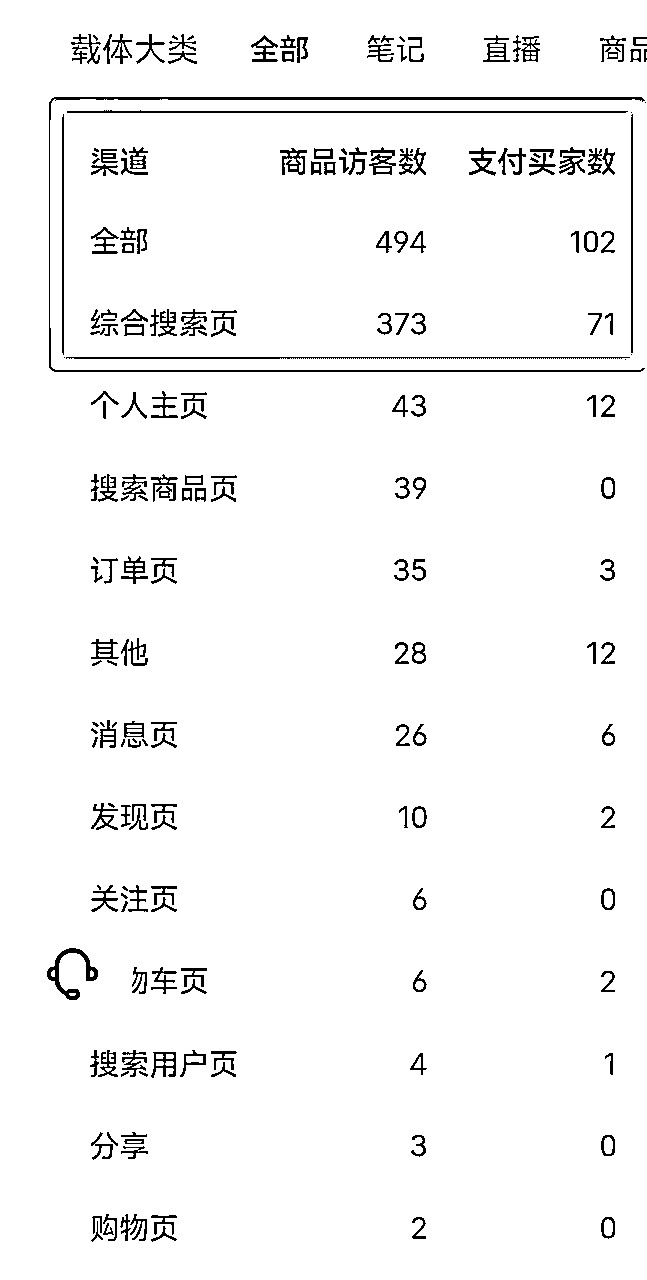 载体大类 全部 笔记 直播 商品
渠道 商品访客数 支付买家数
全部 494 102
综合搜索页 373 71
个人主页 43 12
搜索商品页 39 0
订单页 35 3
其他 28 12
消息页 26 6
发现页 10 2
关注页 6 0
车页 6 2
搜索用户页 4 1
分享 3 0
购物页 2 0